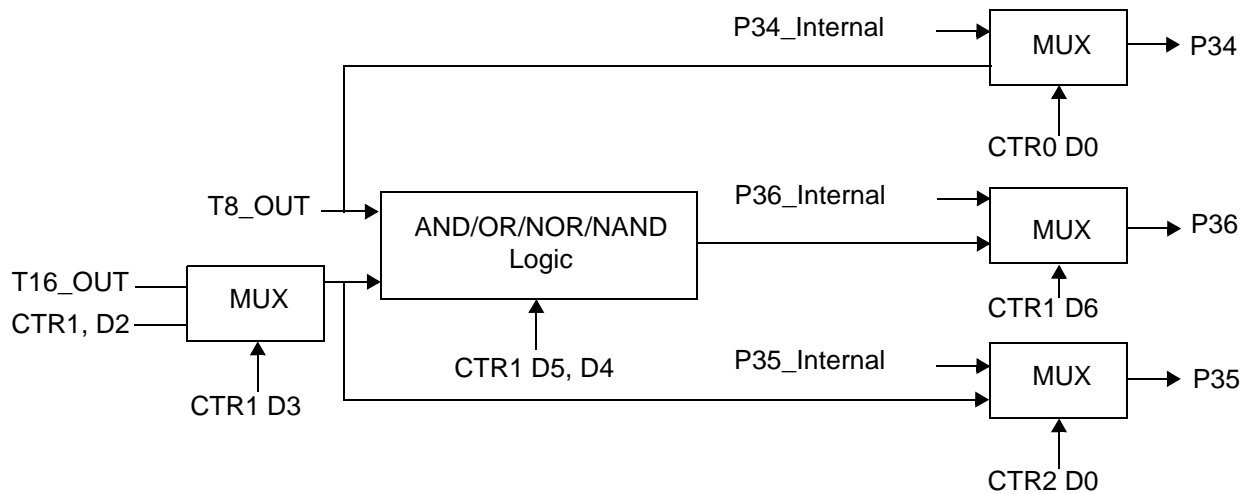 P34_Internal
MUX
P34
CTR0 D0
T8_OUT
AND/OR/NOR/NAND
Logic
P36_Internal
MUX
P36
T16_OUT
MUX
CTR1, D2
CTR1 D6
CTR1 D5, D4
P35_Internal
MUX
P35
CTR1 D3
CTR2 D0